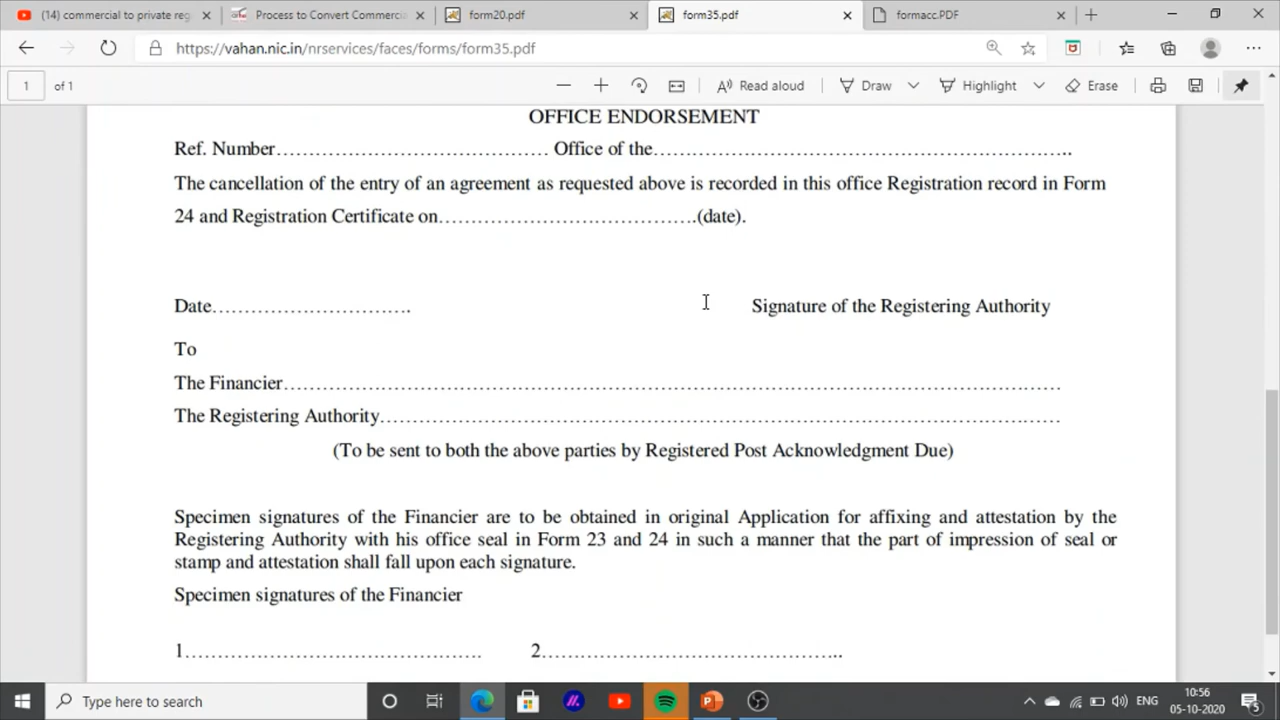 (14) commercial to private reg
Process to Convert Commercia
form20.pdf
form35.pdf
formacc.PDF
https://vahan.nic.in/nrservices/faces/forms/form35.pdf
1 of 1
Read aloud
Draw
Highlight
Erase
OFFICE ENDORSEMENT
Ref. Number…………………………………. Office of the……………………………………………………..
The cancellation of the entry of an agreement as requested above is recorded in this office Registration record in Form
24 and Registration Certificate on……………………………….(date).
Date……………………….
Signature of the Registering Authority
To
The Financier…………………………………………………………………………………………………
The Registering Authority……………………………………………………………………………………
(To be sent to both the above parties by Registered Post Acknowledgment Due)
Specimen signatures of the Financier are to be obtained in original Application for affixing and attestation by the
Registering Authority with his office seal in Form 23 and 24 in such a manner that the part of impression of seal or
stamp and attestation shall fall upon each signature.
Specimen signatures of the Financier
1……………………………………. 2……………………………………..
Type here to search
ENG
10:56
05-10-2020
5